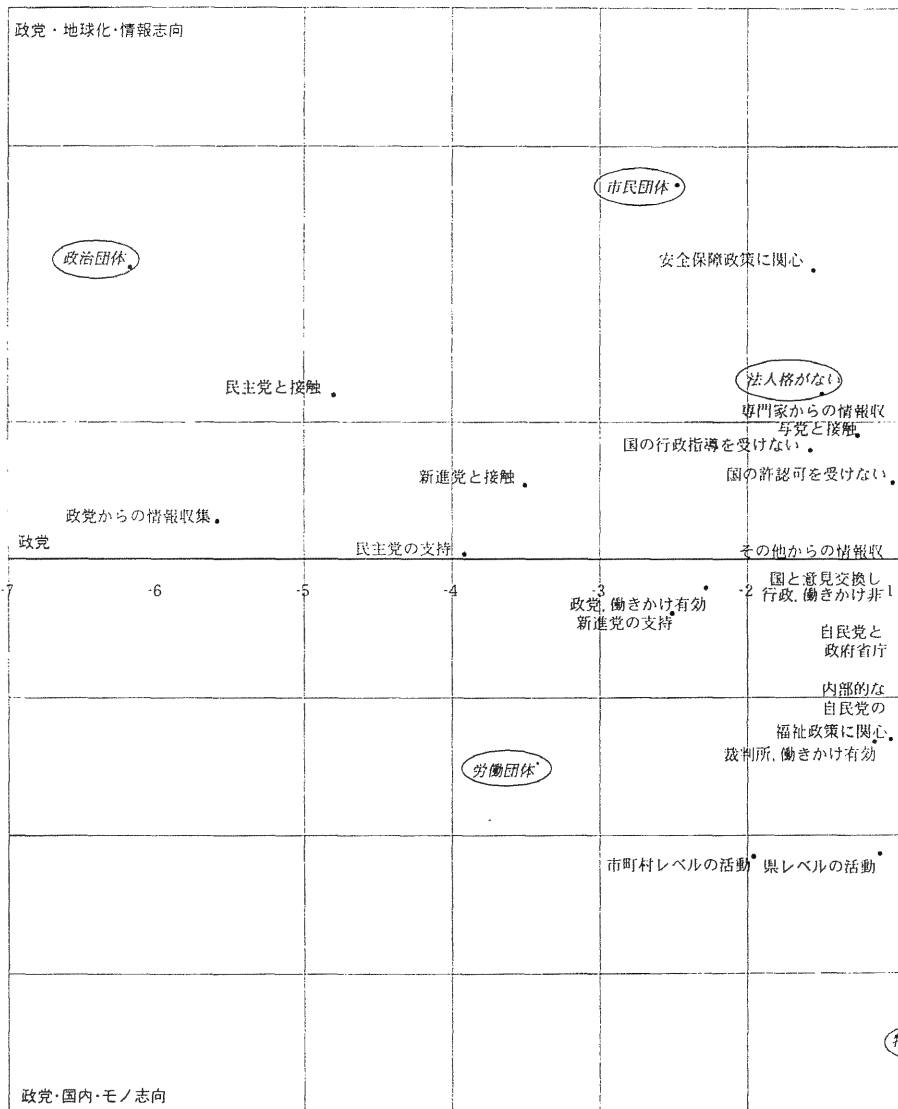 政党・地球化・情報志向
市民団体
政治団体
安全保障政策に関心
法人格がない
民主党と接触
専門家からの情報収
与党と接触
国の行政指導を受けない
新進党と接触
国の許認可を受けない
政党からの情報収集
政党
民主党の支持
その他からの情報収
国と意見交換し
-7 -6 -5 -4 -3 -2 行政,働きかけ非 1
政党,働きかけ有効
新進党の支持
自民党と
政府省庁
内部的な
自民党の
福祉政策に関心
裁判所,働きかけ有効
労働団体
市町村レベルの活動
県レベルの活動
政党・国内・モノ志向